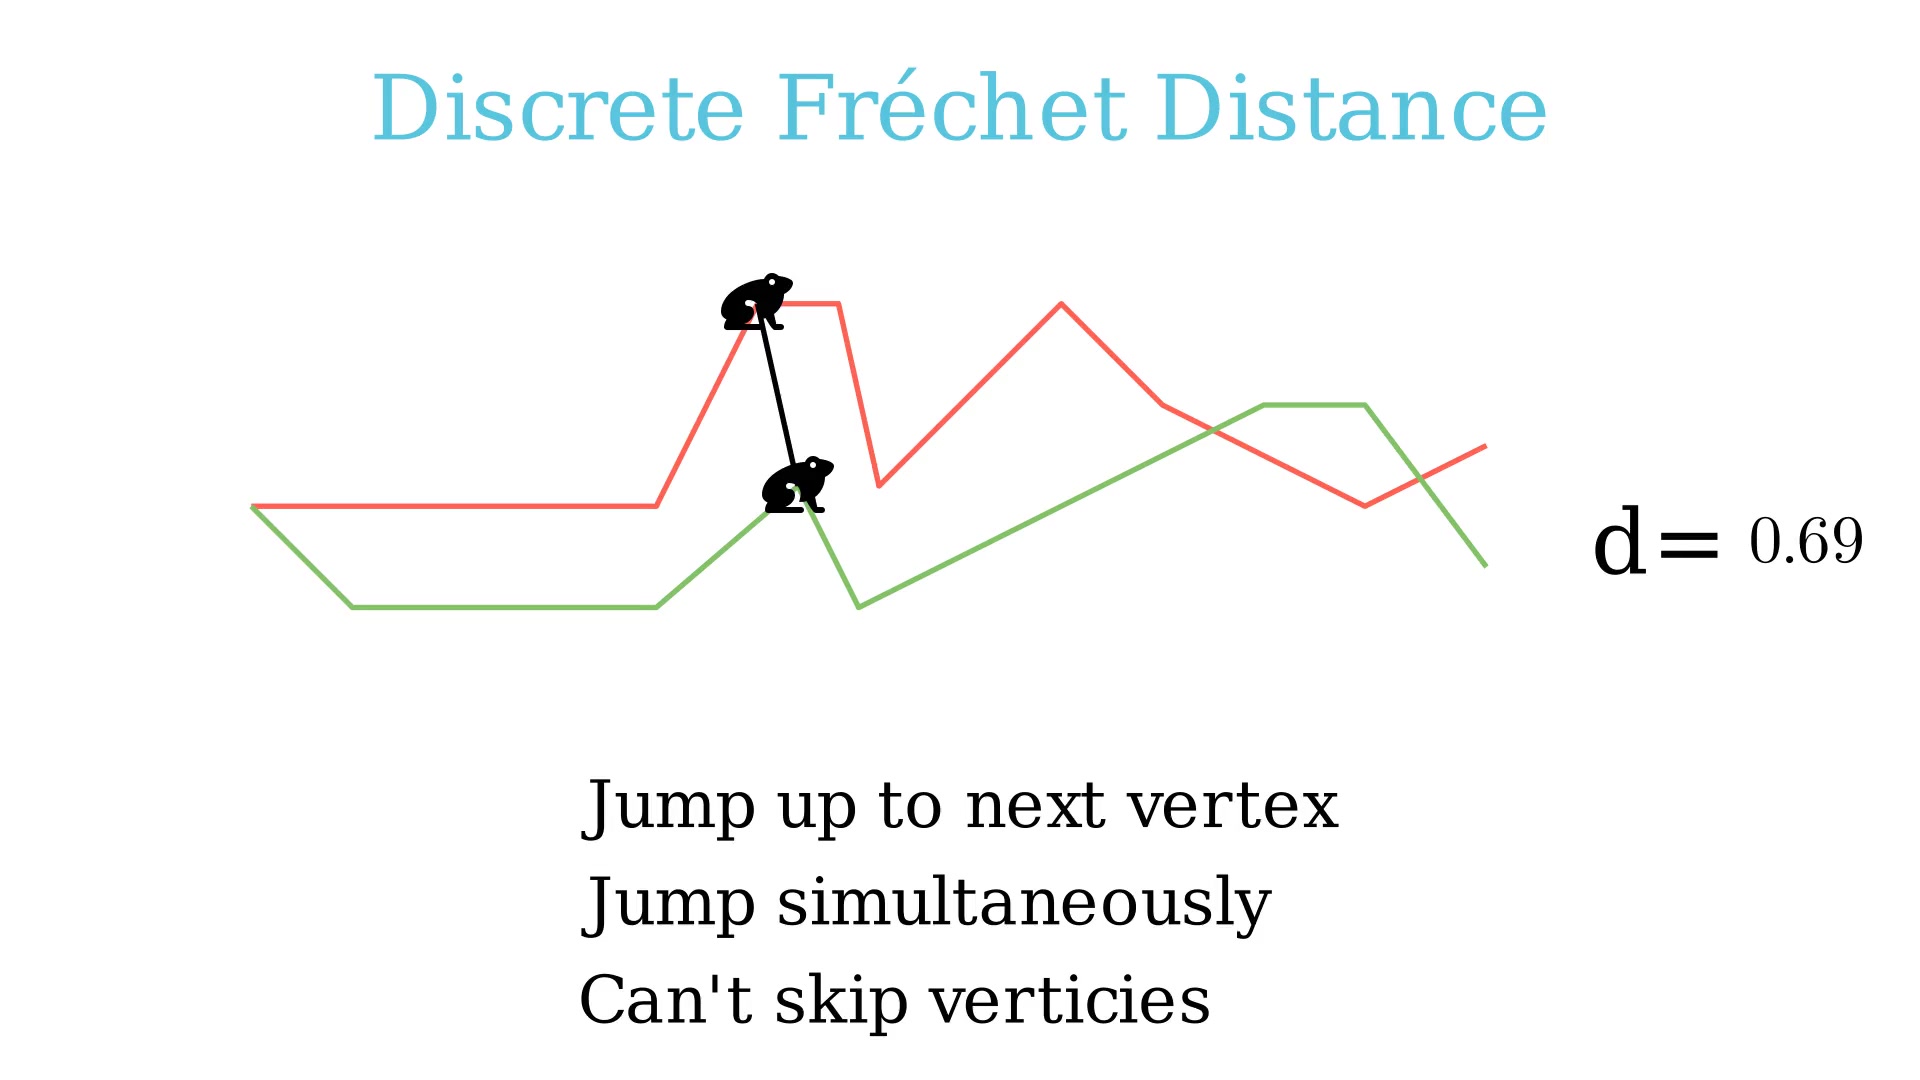 Discrete Fréchet Distance
d= 0.69
Jump up to next vertex
Jump simultaneously
Can't skip verticies